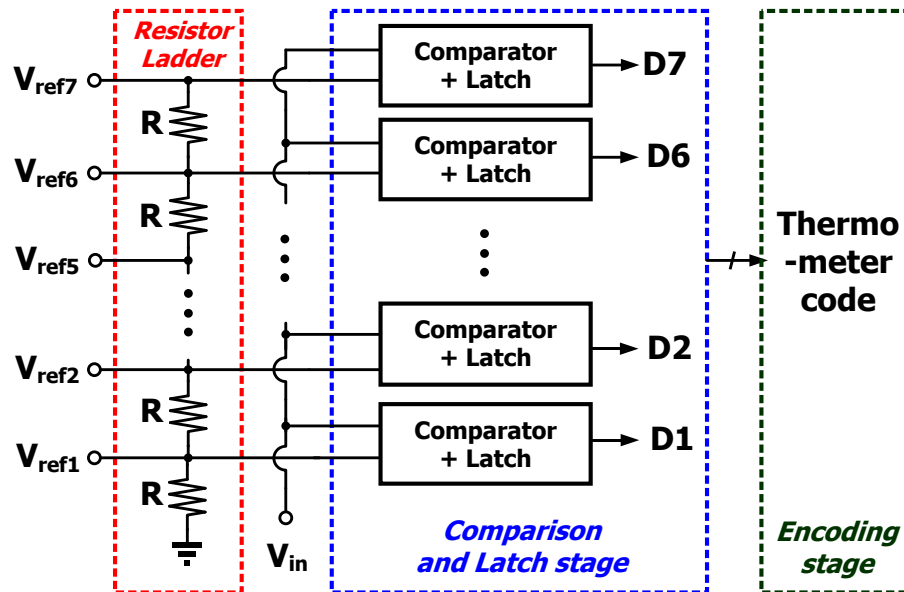 Resistor
Ladder
Comparator
+ Latch
D7
Vref7
R
Comparator
+ Latch
D6
Vref6
R
Vref5
Thermo
-meter
code
Comparator
+ Latch
D2
Vref2
R
Comparator
+ Latch
D1
Vref1
R
Vin
Comparison
and Latch stage
Encoding
stage